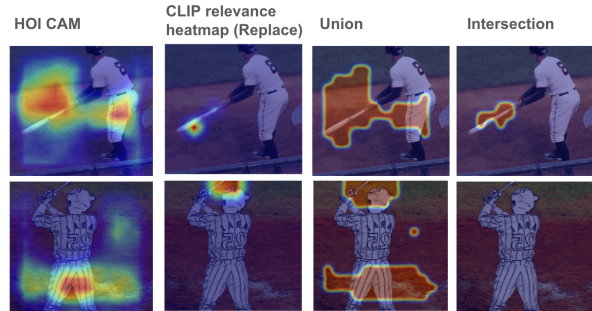 HOI CAM
CLIP relevance
heatmap (Replace)
Union
Intersection